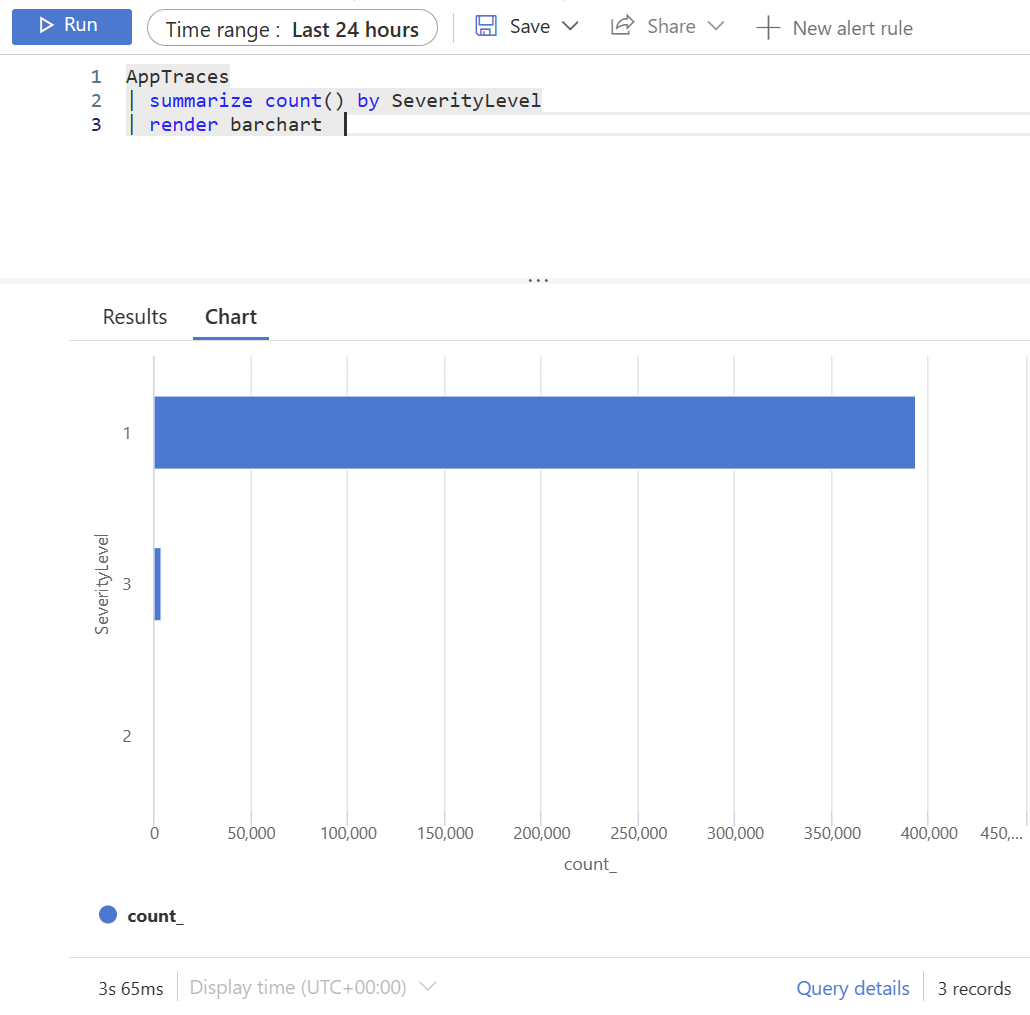 Run Time range : Last 24 hours Save Share New alert rule
1 AppTraces
2 | summarize count() by SeverityLevel
3 | render barchart
...
Results Chart
1
SeverityLevel
3
2
0 50,000 100,000 150,000 200,000 250,000 300,000 350,000 400,000 450,...
count_
count_
3s 65ms Display time (UTC+00:00) Query details 3 records